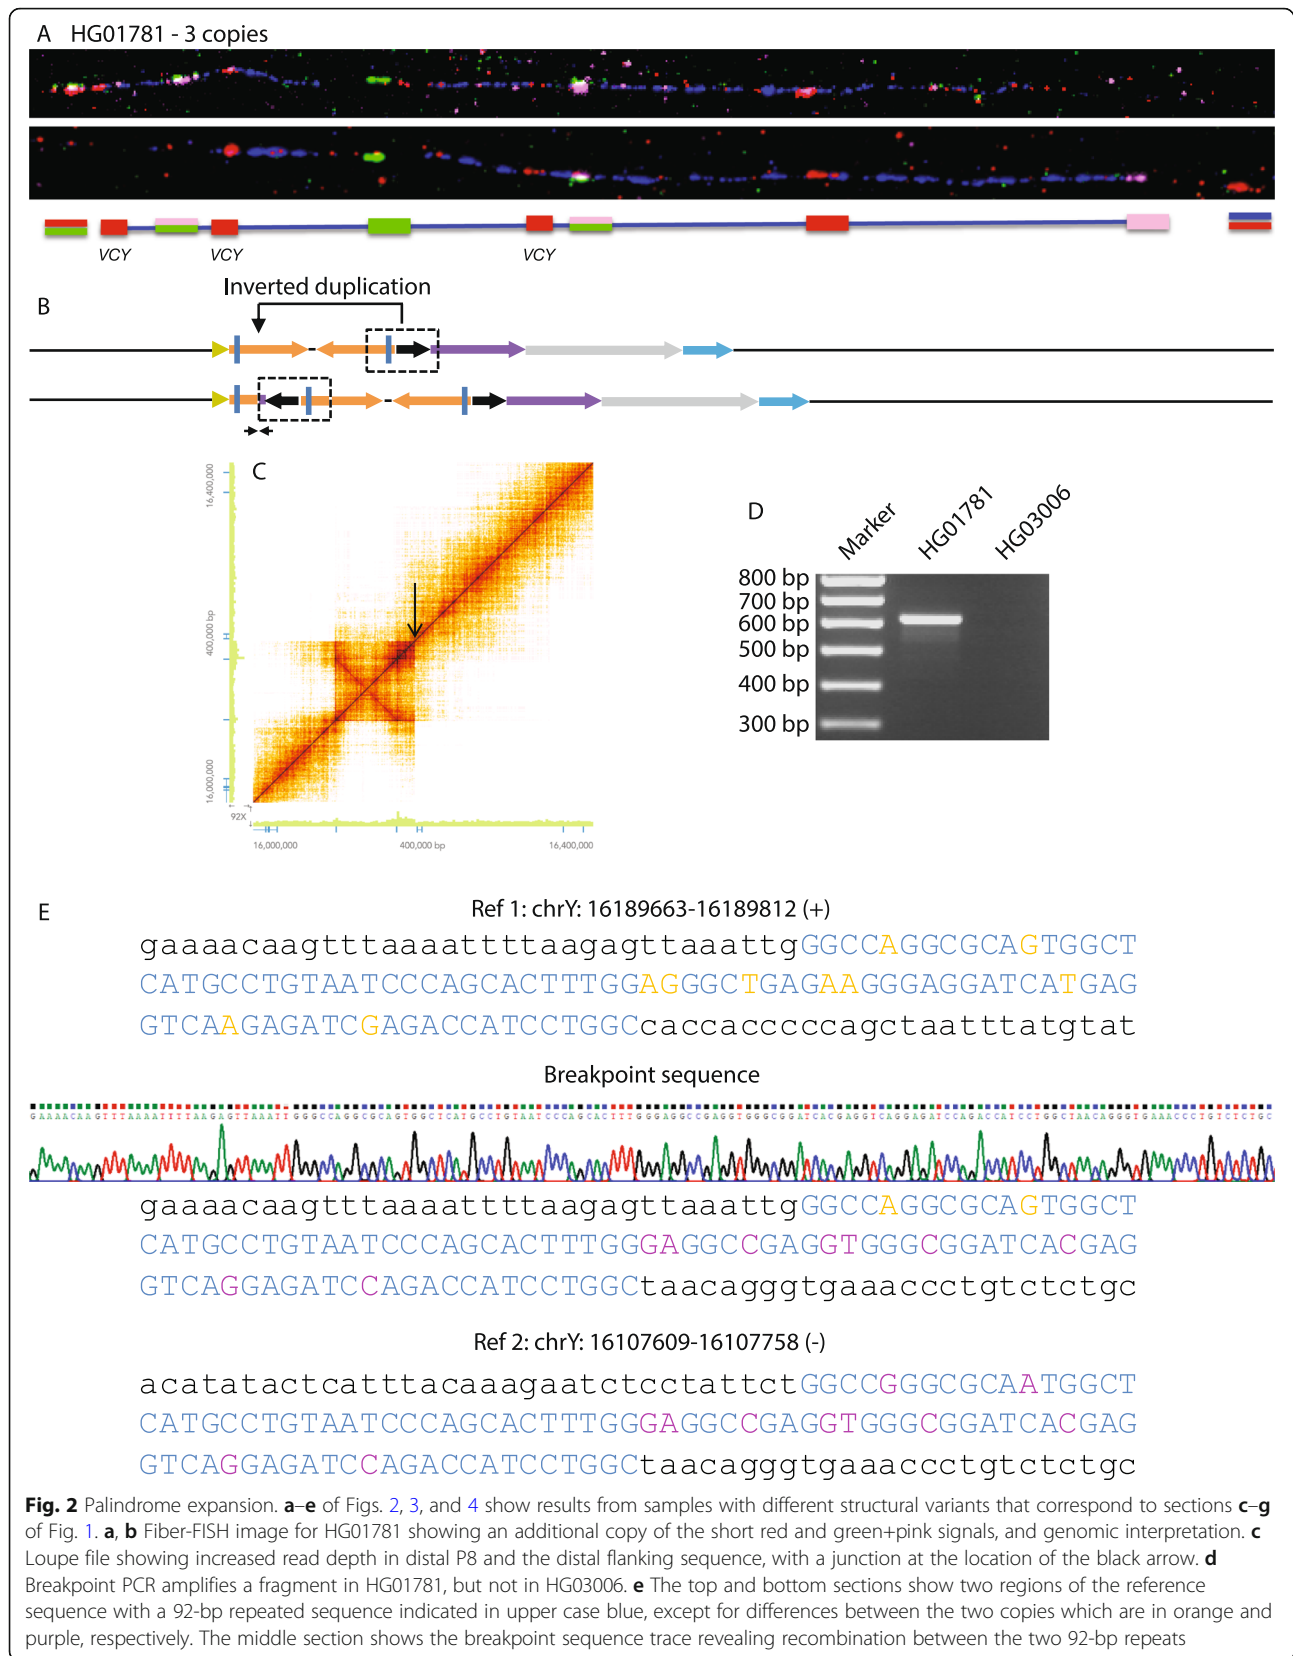 A HG01781 - 3 copies
VCY VCY VCY
B
Inverted duplication
C
16,400,000
400,000 bp
16,000,000
92X
16,000,000 400,000 bp 16,400,000
D
Marker HG01781 HG03006
800 bp
700 bp
600 bp
500 bp
400 bp
300 bp
E
Ref 1: chrY: 16189663-16189812 (+)
gaaaacaagtttaaaattttaagagttaaattgGGCCAGGCGCAGTGGCT
CATGCCTGTAATCCCAGCACTTTGGAGGGCTGAGAAGGGAGGATCATGAG
GTCAAGAGATCGAGACCATCCTGGCcaccacccccagctaatttatgtat
Breakpoint sequence
GAAAACAAGTTTAAAATTTTAAGAGTTAAATTGGGCCAGGCGCAGTGGCTCATGCCTGTAATCCCAGCACTTTGGGAGGCCGAGGTGGGCGGATCACGAGGTCAGGAGATCCAGACCATCCTGGCTAACAGGGTGAAACCCTGTCTCTGC
gaaaacaagtttaaaattttaagagttaaattgGGCCAGGCGCAGTGGCT
CATGCCTGTAATCCCAGCACTTTGGGAGGCCGAGGTGGGCGGATCACGAG
GTCAGGAGATCCAGACCATCCTGGCtaacagggtgaaaccctgtctctgc
Ref 2: chrY: 16107609-16107758 (-)
acatatactcatttacaaagaatctcctattctGGCCGGGCGCAATGGCT
CATGCCTGTAATCCCAGCACTTTGGGAGGCCGAGGTGGGCGGATCACGAG
GTCAGGAGATCCAGACCATCCTGGCtaacagggtgaaaccctgtctctgc
Fig. 2 Palindrome expansion. a–e of Figs. 2, 3, and 4 show results from samples with different structural variants that correspond to sections c–g
of Fig. 1. a, b Fiber-FISH image for HG01781 showing an additional copy of the short red and green+pink signals, and genomic interpretation. c
Loupe file showing increased read depth in distal P8 and the distal flanking sequence, with a junction at the location of the black arrow. d
Breakpoint PCR amplifies a fragment in HG01781, but not in HG03006. e The top and bottom sections show two regions of the reference
sequence with a 92-bp repeated sequence indicated in upper case blue, except for differences between the two copies which are in orange and
purple, respectively. The middle section shows the breakpoint sequence trace revealing recombination between the two 92-bp repeats